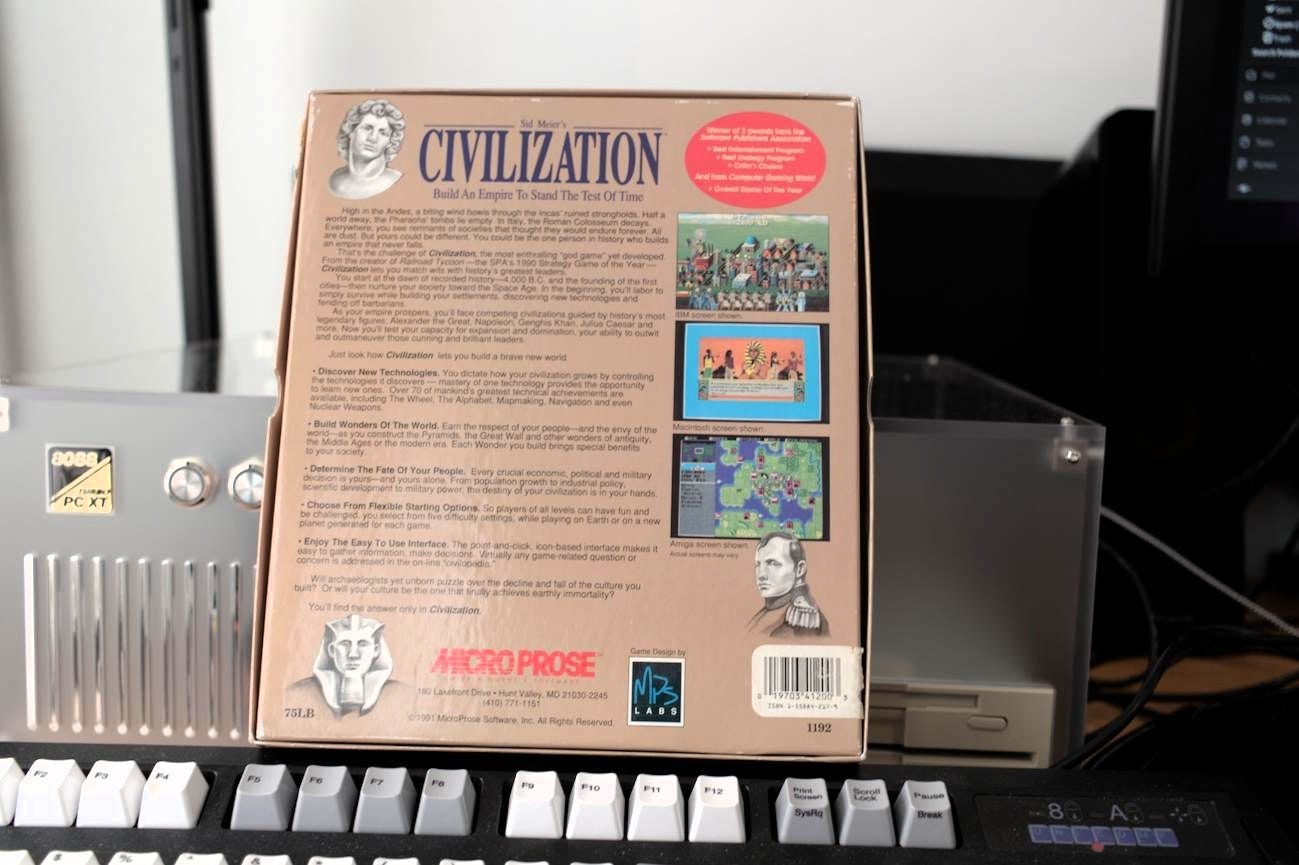 Sid Meier's
CIVILIZATION
Build An Empire To Stand The Test Of Time
High in the Andes, a biting wind howls through the Incas' ruined strongholds. Half a
world away, the Pharaohs' tombs lie empty. In Italy, the Roman Colosseum decays.
Everywhere, you see remnants of societies that thought they would endure forever. All
are dust. But yours could be different. You could be the one person in history who builds
an empire that never falls.
That's the challenge of Civilization, the most enthralling "god game" yet developed.
From the creator of Railroad Tycoon—the SPA's 1990 Strategy Game of the Year —
Civilization lets you match wits with history's greatest leaders.
You start at the dawn of recorded history—4,000 B.C. and the founding of the first
cities—then nurture your society toward the Space Age. In the beginning, you'll labor to
simply survive while building your settlements, discovering new technologies and
fending off barbarians.
As your empire prospers, you'll face competing civilizations guided by history's most
legendary figures; Alexander the Great, Napoleon, Genghis Khan, Julius Caesar and
more. Now you'll test your capacity for expansion and domination, your ability to outwit
and outmaneuver those cunning and brilliant leaders.
Just look how Civilization lets you build a brave new world
• Discover New Technologies. You dictate how your civilization grows by controlling
the technologies it discovers — mastery of one technology provides the opportunity
to learn new ones. Over 70 of mankind's greatest technical achievements are
available, including The Wheel, The Alphabet, Mapmaking, Navigation and even
Nuclear Weapons.
• Build Wonders Of The World. Earn the respect of your people—and the envy of the
world—as you construct the Pyramids, the Great Wall and other wonders of antiquity,
the Middle Ages or the modern era. Each Wonder you build brings special benefits
to your society.
• Determine The Fate Of Your People. Every crucial economic, political and military
decision is yours—and yours alone. From population growth to industrial policy,
scientific development to military power, the destiny of your civilization is in your hands.
• Choose From Flexible Starting Options. So players of all levels can have fun and
be challenged, you select from five difficulty settings, while playing on Earth or on a new
planet generated for each game.
• Enjoy The Easy To Use Interface. The point-and-click, icon-based interface makes it
easy to gather information, make decisions. Virtually any game-related question or
concern is addressed in the on-line "civilopedia."
Will archaeologists yet unborn puzzle over the decline and fall of the culture you
built? Or will your culture be the one that finally achieves earthly immortality?
You'll find the answer only in Civilization.
Winner of 3 awards from the
Software Publishers Association
• Best Entertainment Program
• Best Strategy Program
• Critic's Choice
And from Computer Gaming World
• Overall Game Of The Year
IBM screen shown.
Macintosh screen shown.
Amiga screen shown.
Actual screens may vary.
MICROPROSE
180 Lakefront Drive • Hunt Valley, MD 21030-2245
(410) 771-1151
© 1991 MicroProse Software, Inc. All Rights Reserved.
75LB
Game Design by
MPS
LABS
0 19703 41200 3
1192
8088
PC XT
F2
F3
F4
F5
F6
F7
F8
F9
F10
F11
F12
Print
Screen
SysRq
Scroll
Lock
Pause
Break
8
A
$
%
&